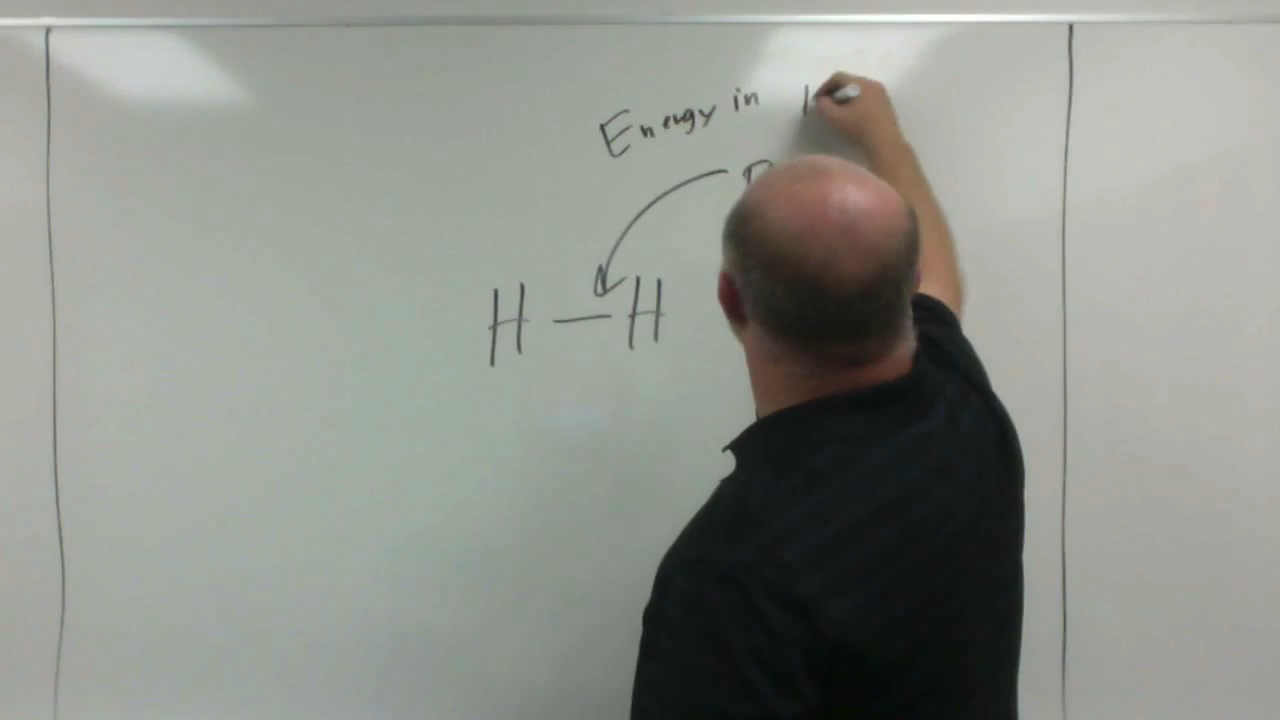 Energy in
H — H